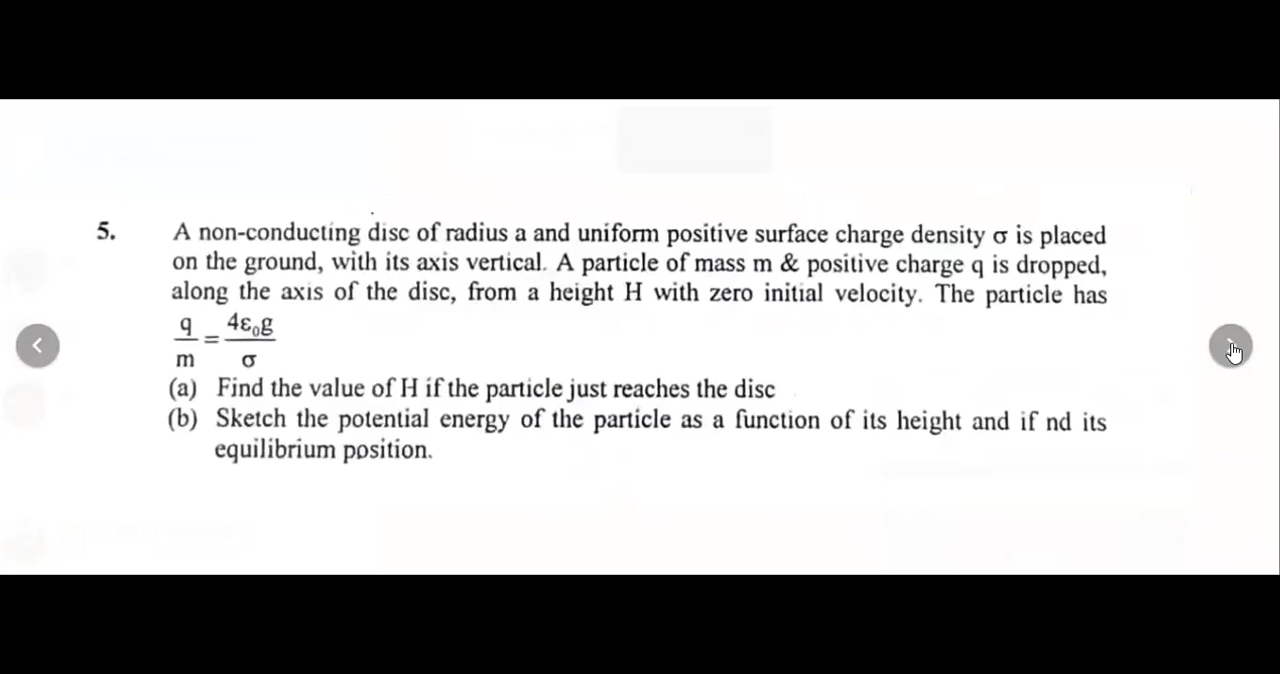 5. A non-conducting disc of radius a and uniform positive surface charge density σ is placed
on the ground, with its axis vertical. A particle of mass m & positive charge q is dropped,
along the axis of the disc, from a height H with zero initial velocity. The particle has
q/m = 4ε₀g/σ
(a) Find the value of H if the particle just reaches the disc
(b) Sketch the potential energy of the particle as a function of its height and if nd its
equilibrium position.